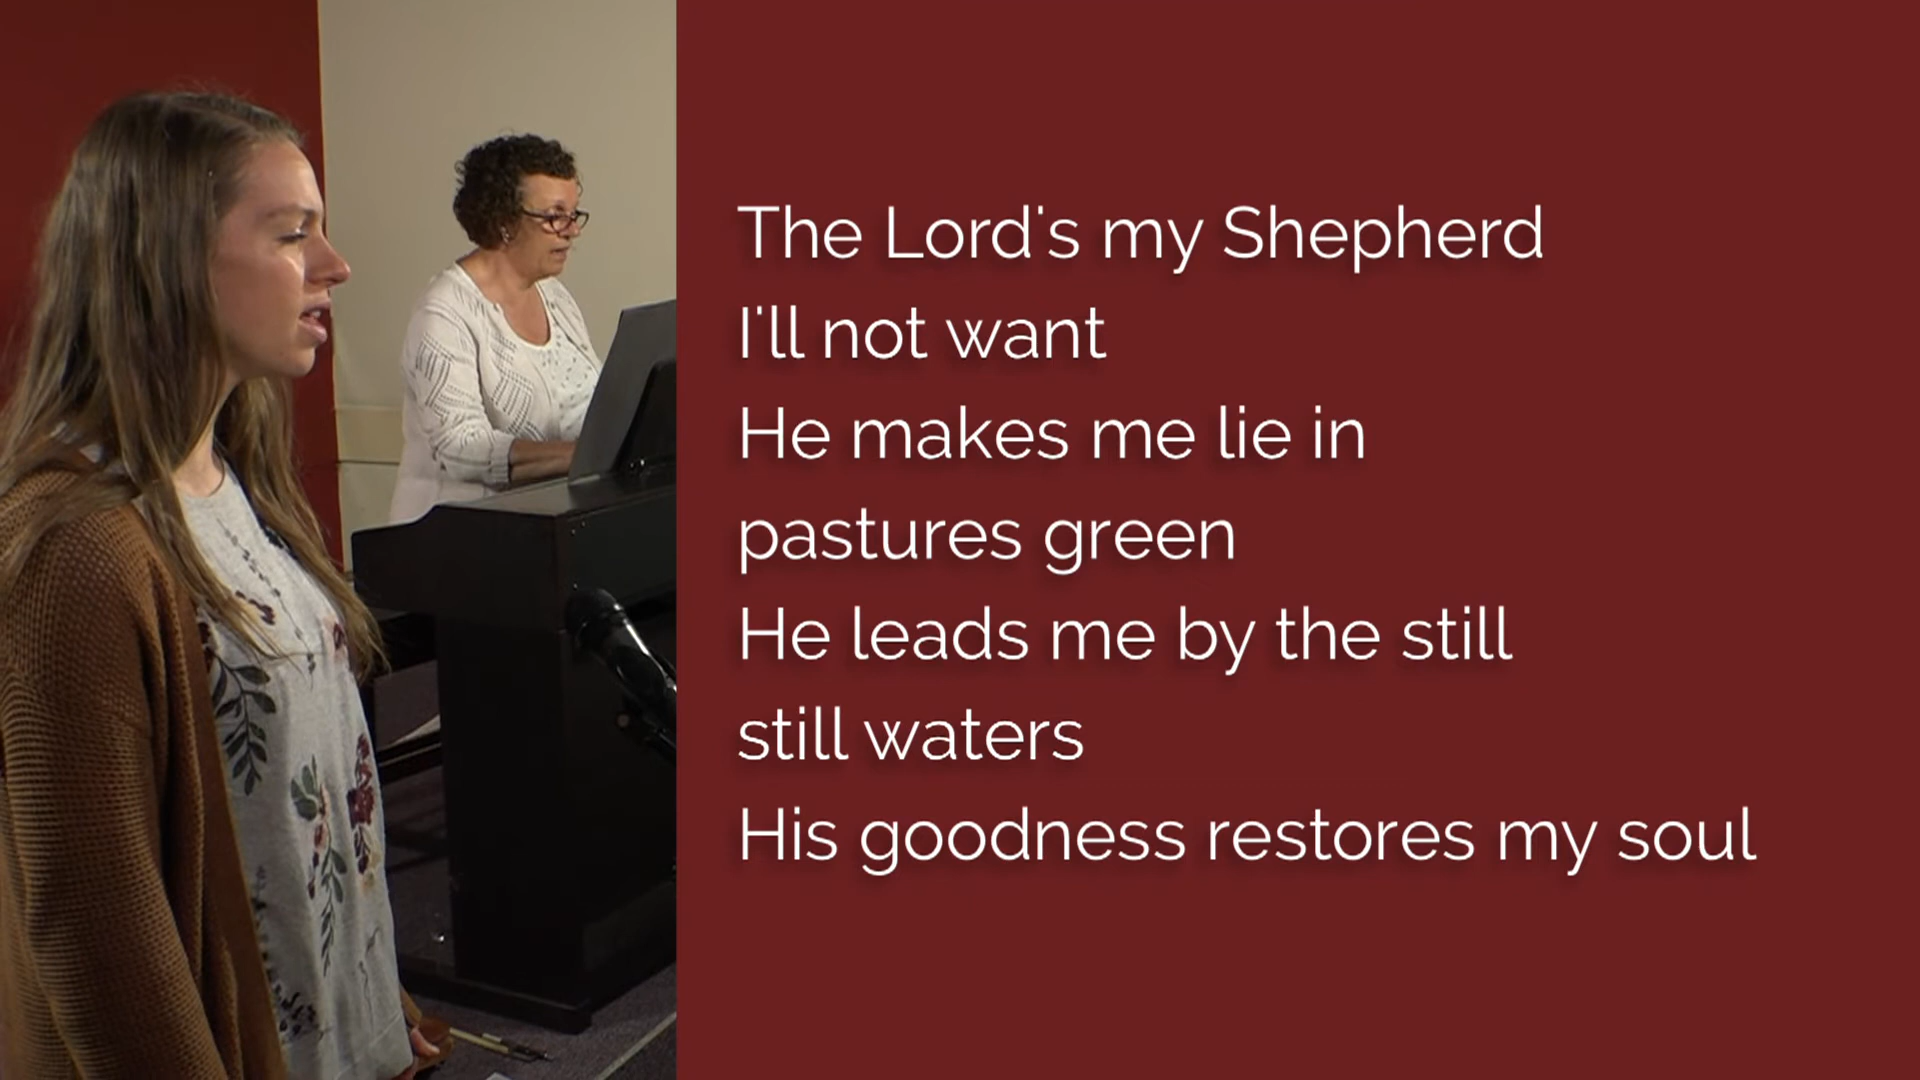 The Lord's my Shepherd
I'll not want
He makes me lie in
pastures green
He leads me by the still
still waters
His goodness restores my soul